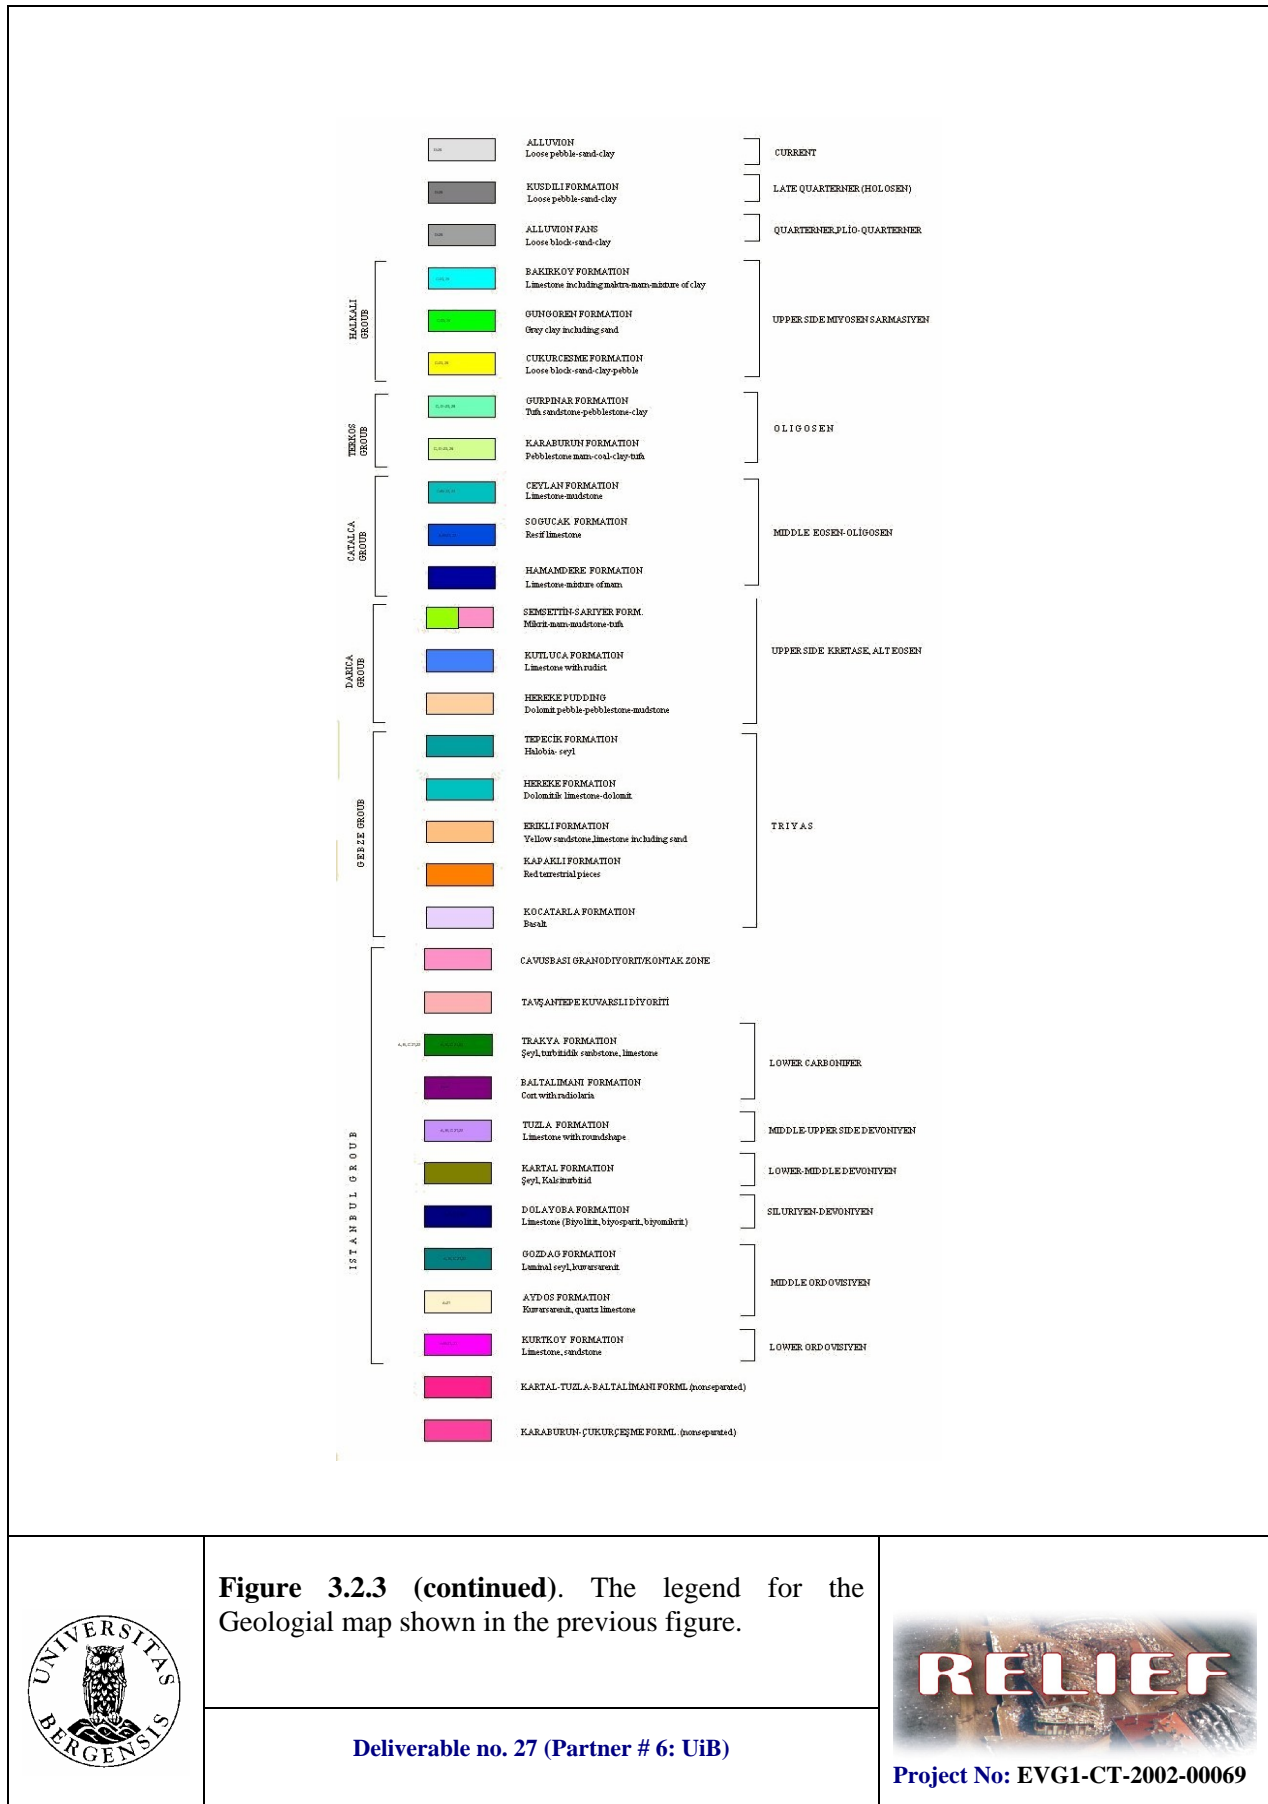 ALLUVION
Loose pebble-sand-clay
CURRENT
KUSDILI FORMATION
Loose pebble-sand-clay
LATE QUARTERNER (HOLOSEN)
ALLUVION FANS
Loose block-sand-clay
QUARTERNER,PLİO-QUARTERNER
HALKALI
GROUB
BAKIRKOY FORMATION
Limestone including maktra-marn-mixture of clay
GUNGOREN FORMATION
Gray clay including sand
UPPER SIDE MIYOSEN SARMASIYEN
CUKURCESME FORMATION
Loose block-sand-clay-pebble
TERKOS
GROUB
GURPINAR FORMATION
Tufa sandstone-pebblestone-clay
OLIGOSEN
KARABURUN FORMATION
Pebblestone marn-coal-clay-tufa
CATALCA
GROUB
CEYLAN FORMATION
Limestone-mudstone
SOGUCAK FORMATION
Resif limestone
MIDDLE EOSEN-OLİGOSEN
HAMAMDERE FORMATION
Limestone-mixture of marn
DARICA
GROUB
SEMSETTİN-SARIYER FORM.
Mikrit-marn-mudstone-tufa
KUTLUCA FORMATION
Limestone with rudist
UPPER SIDE KRETASE, ALT EOSEN
HEREKE PUDDING
Dolomit pebble-pebblestone-mudstone
GEBZE GROUB
TEPECİK FORMATION
Halobia- seyl
HEREKE FORMATION
Dolomitik limestone-dolomit
ERIKLI FORMATION
Yellow sandstone,limestone including sand
TRIYAS
KAPAKLI FORMATION
Red terrestrial pieces
KOCATARLA FORMATION
Basalt
ISTANBUL GROUB
CAVUSBASI GRANODIYORIT/KONTAK ZONE
TAVŞANTEPE KUVARSLI DİYORİTİ
TRAKYA FORMATION
Şeyl,turbitidik sanbstone, limestone
LOWER CARBONIFER
BALTALIMANI FORMATION
Cort with radiolaria
TUZLA FORMATION
Limestone with roundshape
MIDDLE-UPPER SIDE DEVONIYEN
KARTAL FORMATION
Şeyl, Kalsiturbitid
LOWER-MIDDLE DEVONIYEN
DOLAYOBA FORMATION
Limestone (Biyolitit, biyosparit, biyomikrit)
SILURIYEN-DEVONIYEN
GOZDAG FORMATION
Laminal seyl,kuvarsarenit
MIDDLE ORDOVISIYEN
AYDOS FORMATION
Kuvarsarenit, quartz limestone
KURTKOY FORMATION
Limestone, sandstone
LOWER ORDOVISIYEN
KARTAL-TUZLA-BALTALİMANI FORML.(nonseparated)
KARABURUN-ÇUKURÇEŞME FORML. (nonseparated)
UNIVERSITAS
BERGENSIS
Figure 3.2.3 (continued). The legend for the
Geologial map shown in the previous figure.
Deliverable no. 27 (Partner # 6: UiB)
RELIEF
Project No: EVG1-CT-2002-00069